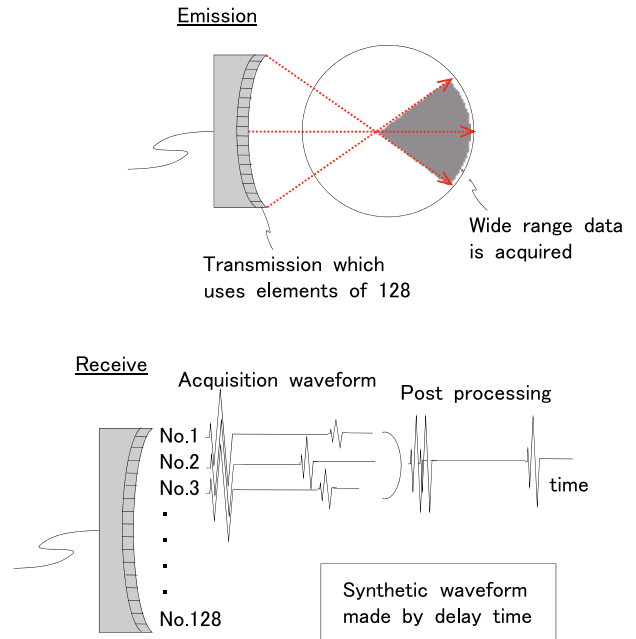 Emission
Wide range data
is acquired
Transmission which
uses elements of 128
Receive
Acquisition waveform
Post processing
No.1
No.2
No.3
time
No.128
Synthetic waveform
made by delay time